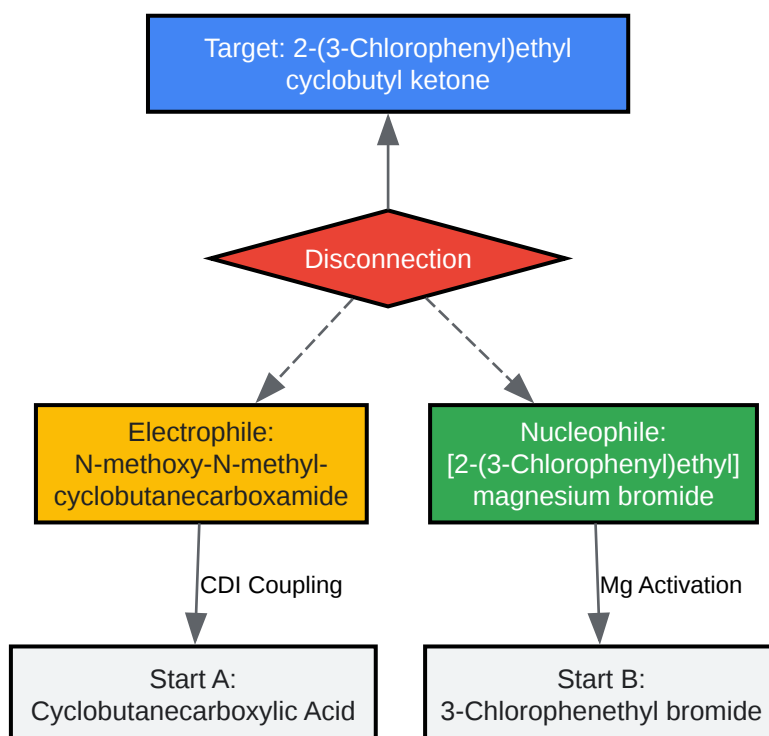 Target: 2-(3-Chlorophenyl)ethyl
cyclobutyl ketone
Disconnection
Electrophile:
N-methoxy-N-methyl-
cyclobutanecarboxamide
Nucleophile:
[2-(3-Chlorophenyl)ethyl]
magnesium bromide
CDI Coupling
Mg Activation
Start A:
Cyclobutanecarboxylic Acid
Start B:
3-Chlorophenethyl bromide